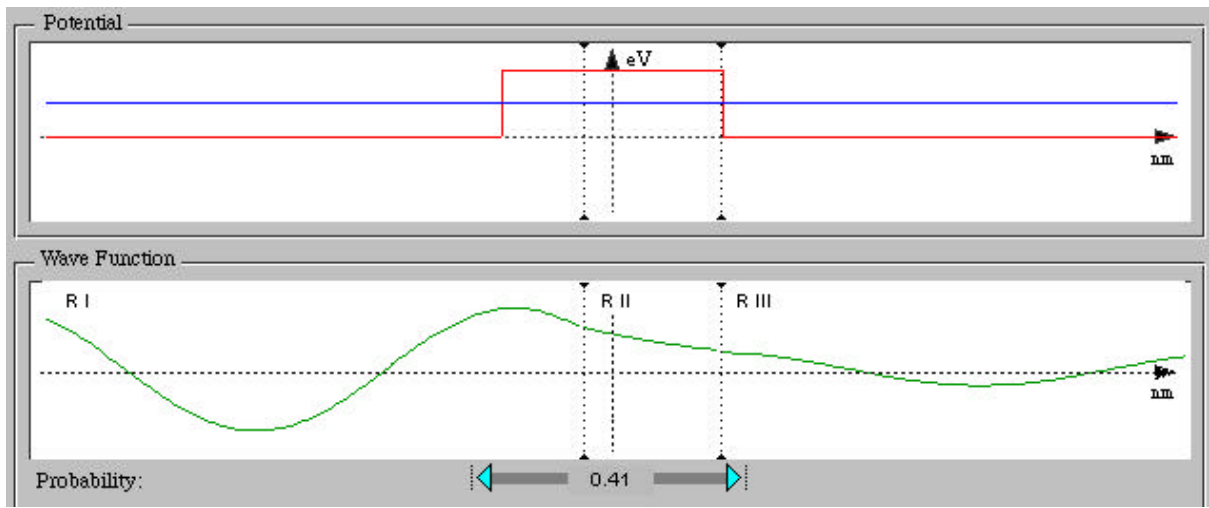 Potential
eV
nm
Wave Function
R I R II R III
nm
Probability: 0.41